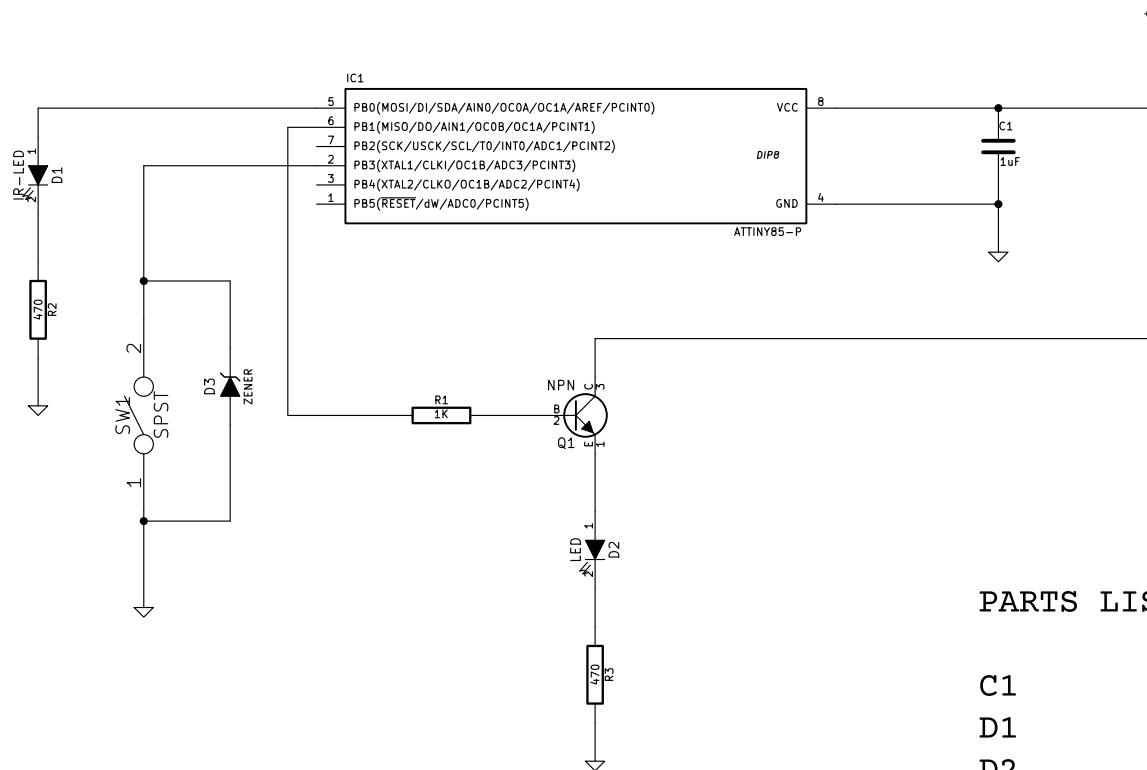 IC1
5 PB0(MOSI/DI/SDA/AIN0/OC0A/OC1A/AREF/PCINT0) VCC 8
6 PB1(MISO/DO/AIN1/OC0B/OC1A/PCINT1)
7 PB2(SCK/USCK/SCL/T0/INT0/ADC1/PCINT2)
2 PB3(XTAL1/CLKI/OC1B/ADC3/PCINT3)
3 PB4(XTAL2/CLKO/OC1B/ADC2/PCINT4)
1 PB5(RESET/dW/ADC0/PCINT5) GND 4
DIP8
ATTINY85-P
C1
1uF
IR-LED
1
2
D1
470
R2
2
SW1
SPST
1
D3
ZENER
R1
1K
NPN
C
3
B
2
Q1
E
1
1
LED
D2
2
470
R3
PARTS LIS
C1
D1
D2